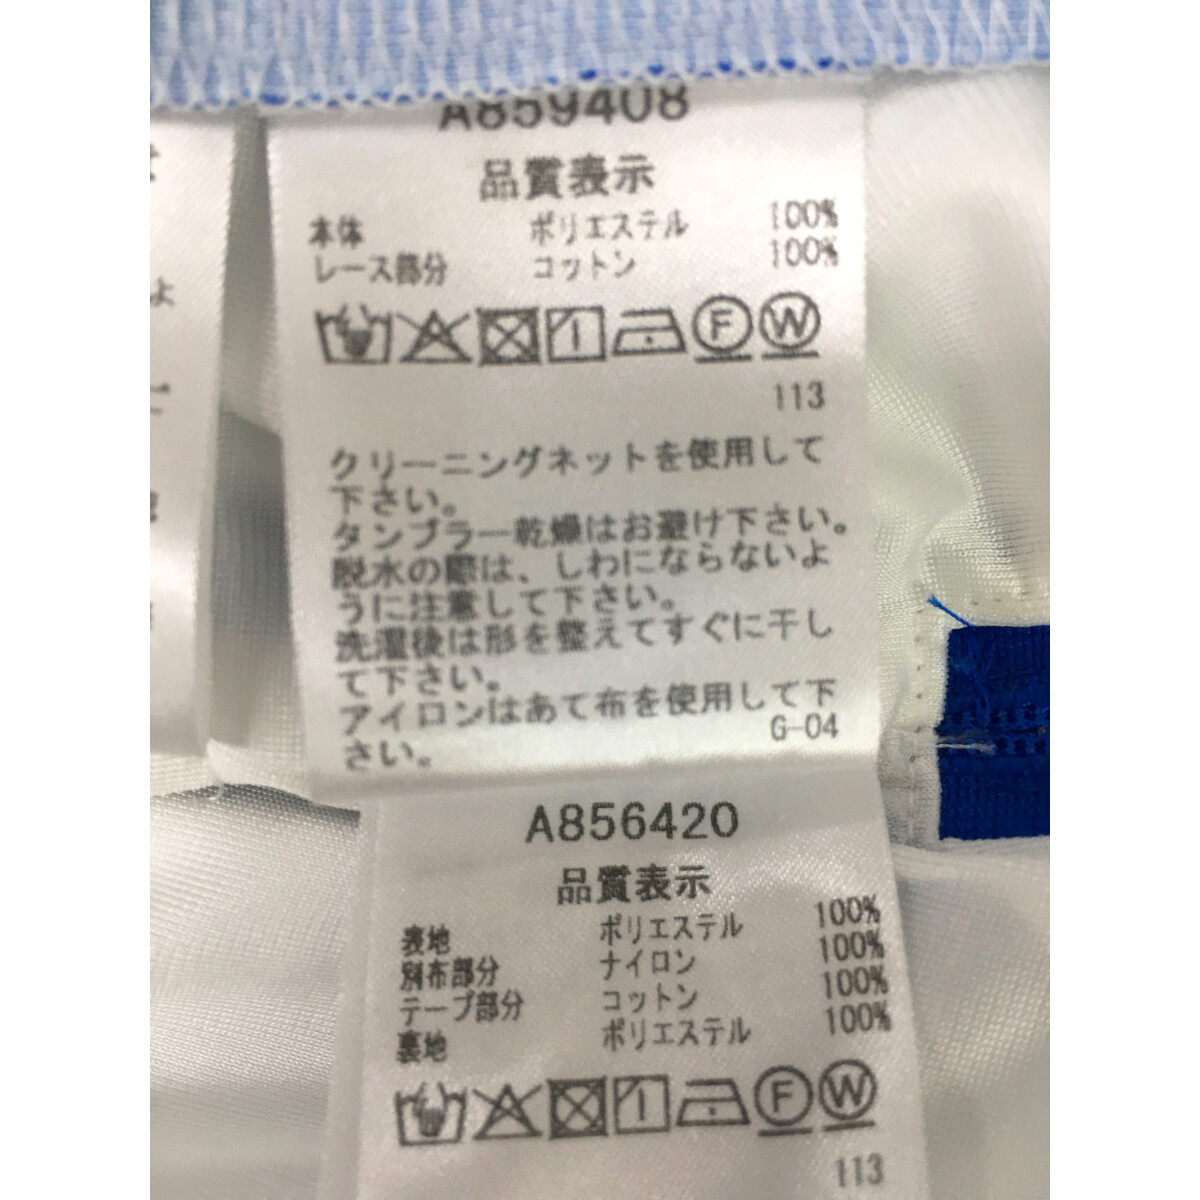 A859408
品質表示
本体 ポリエステル 100%
レース部分 コットン 100%
F W
113
クリーニングネットを使用して
下さい。
タンブラー乾燥はお避け下さい。
脱水の際は、しわにならないよ
うに注意して下さい。
洗濯後は形を整えてすぐに干し
て下さい。
アイロンはあて布を使用して下
さい。 G-04
A856420
品質表示
表地 ポリエステル 100%
別布部分 ナイロン 100%
テープ部分 コットン 100%
裏地 ポリエステル 100%
F W
113